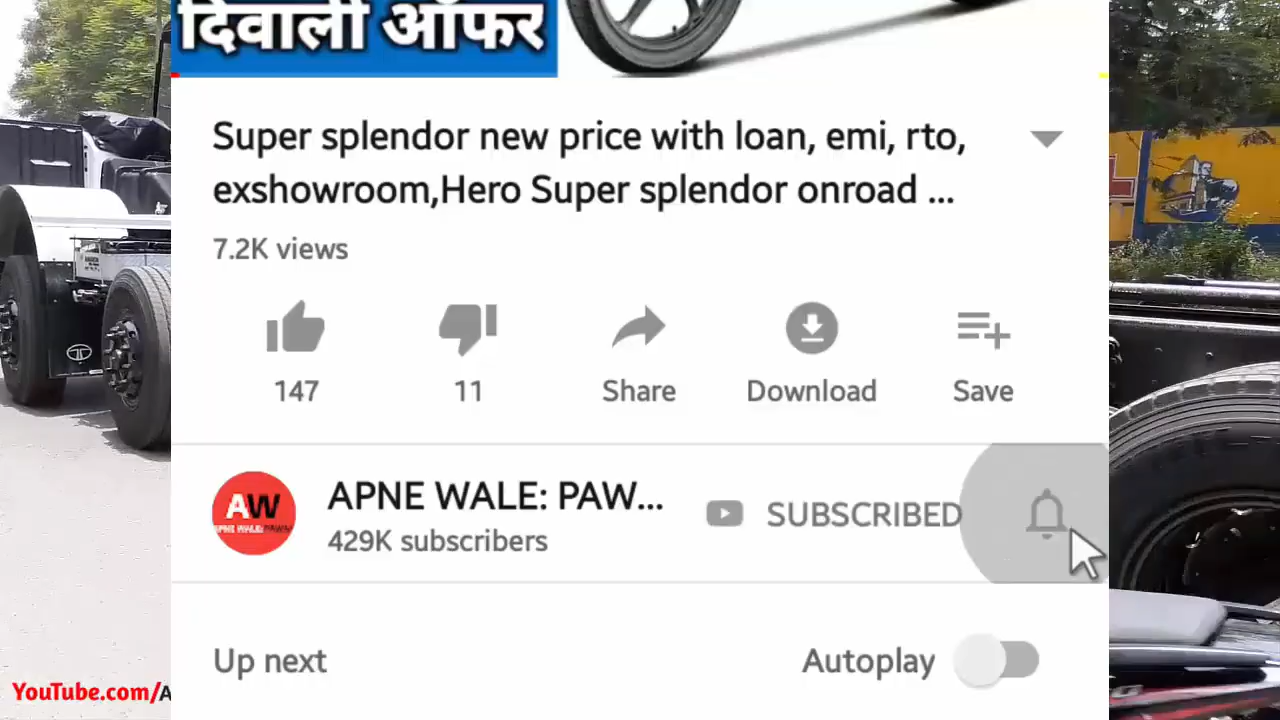 दिवाली ऑफर
Super splendor new price with loan, emi, rto,
exshowroom,Hero Super splendor onroad ...
7.2K views
147
11
Share
Download
Save
AW
APNE WALE: PAW...
SUBSCRIBED
429K subscribers
Up next
Autoplay
YouTube.com/A